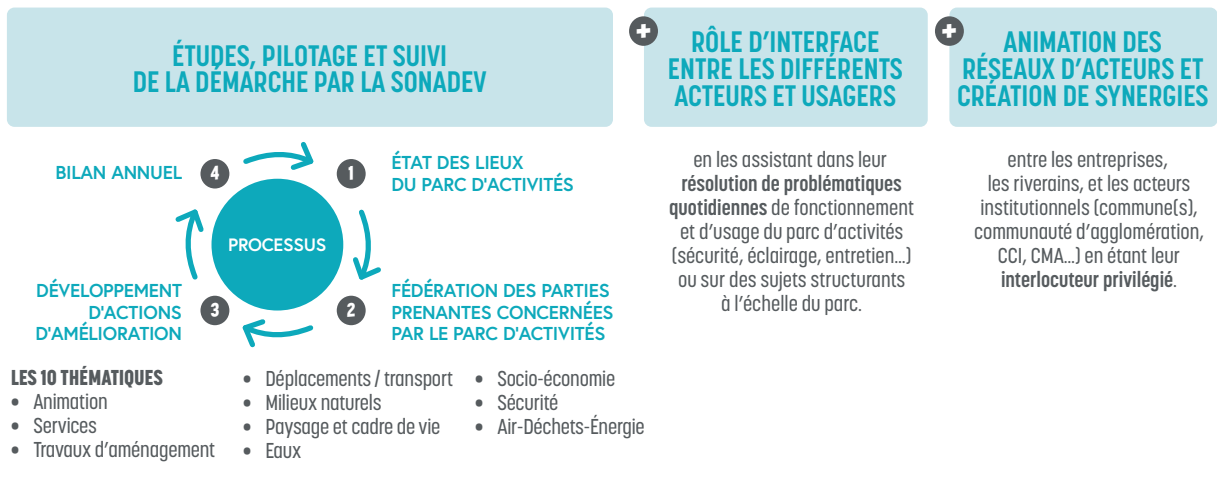 ÉTUDES, PILOTAGE ET SUIVI
DE LA DÉMARCHE PAR LA SONADEV
BILAN ANNUEL
4
1
ÉTAT DES LIEUX
DU PARC D'ACTIVITÉS
PROCESSUS
DÉVELOPPEMENT
D'ACTIONS
D'AMÉLIORATION
3
2
FÉDÉRATION DES PARTIES
PRENANTES CONCERNÉES
PAR LE PARC D'ACTIVITÉS
LES 10 THÉMATIQUES
• Animation
• Services
• Travaux d’aménagement
• Déplacements / transport
• Milieux naturels
• Paysage et cadre de vie
• Eaux
• Socio-économie
• Sécurité
• Air-Déchets-Énergie
+
RÔLE D’INTERFACE
ENTRE LES DIFFÉRENTS
ACTEURS ET USAGERS
en les assistant dans leur
résolution de problématiques
quotidiennes de fonctionnement
et d’usage du parc d’activités
(sécurité, éclairage, entretien…)
ou sur des sujets structurants
à l’échelle du parc.
+
ANIMATION DES
RÉSEAUX D’ACTEURS ET
CRÉATION DE SYNERGIES
entre les entreprises,
les riverains, et les acteurs
institutionnels (commune(s),
communauté d’agglomération,
CCI, CMA…) en étant leur
interlocuteur privilégié.